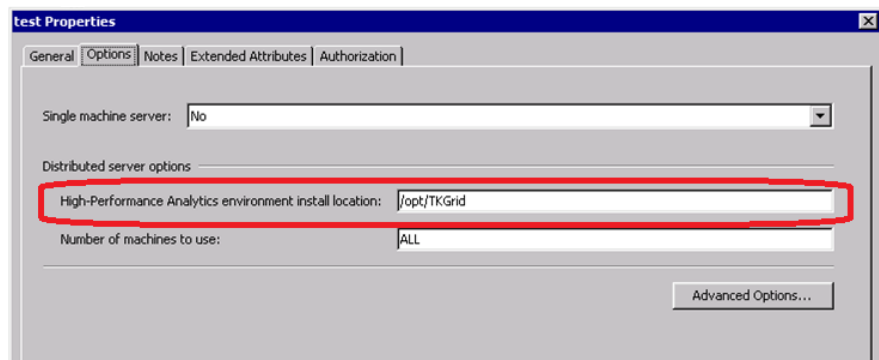 test Properties
General Options Notes Extended Attributes Authorization
Single machine server: No
Distributed server options
High-Performance Analytics environment install location: /opt/TKGrid
Number of machines to use: ALL
Advanced Options...